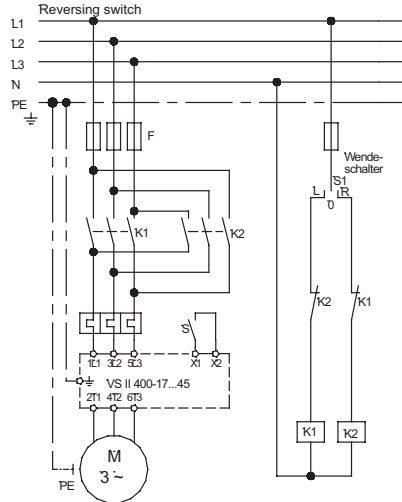 Reversing switch
L1
L2
L3
N
PE
F
Wende-
schalter
S1
L R
0
K1 K2
K2 K1
S
1L1 3L2 5L3 X1 X2
VS II 400-17...45
2T1 4T2 6T3
K1 K2
M
3 ~
PE